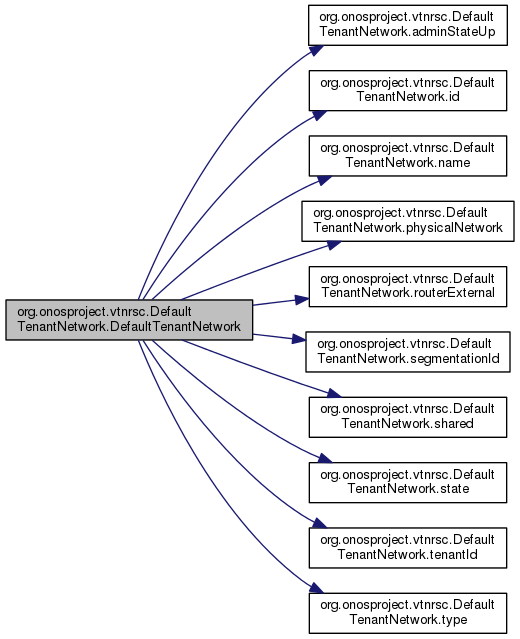 org.onosproject.vtnrsc.Default
TenantNetwork.adminStateUp
org.onosproject.vtnrsc.Default
TenantNetwork.id
org.onosproject.vtnrsc.Default
TenantNetwork.name
org.onosproject.vtnrsc.Default
TenantNetwork.physicalNetwork
org.onosproject.vtnrsc.Default
TenantNetwork.DefaultTenantNetwork
org.onosproject.vtnrsc.Default
TenantNetwork.routerExternal
org.onosproject.vtnrsc.Default
TenantNetwork.segmentationId
org.onosproject.vtnrsc.Default
TenantNetwork.shared
org.onosproject.vtnrsc.Default
TenantNetwork.state
org.onosproject.vtnrsc.Default
TenantNetwork.tenantId
org.onosproject.vtnrsc.Default
TenantNetwork.type